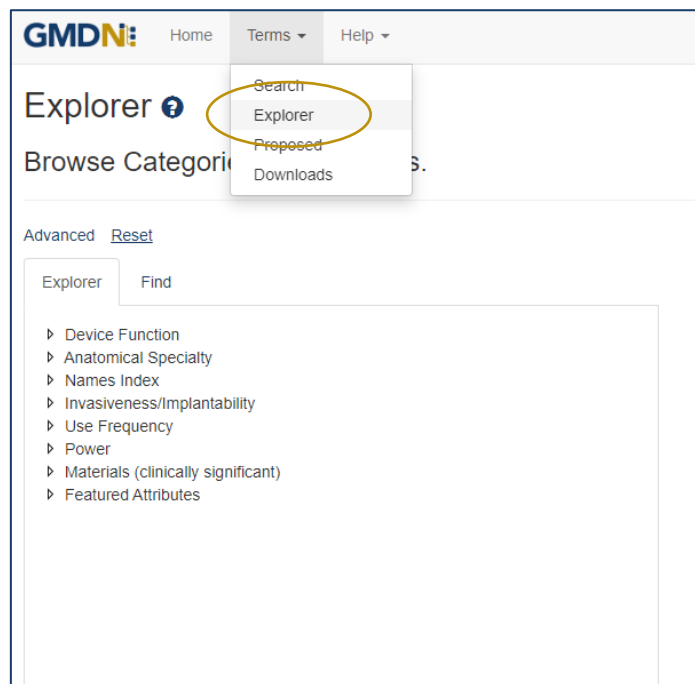 GMDN Home Terms Help
Search
Explorer
Explorer
Proposed
Browse Categori s.
Downloads
Advanced Reset
Explorer Find
Device Function
Anatomical Specialty
Names Index
Invasiveness/Implantability
Use Frequency
Power
Materials (clinically significant)
Featured Attributes